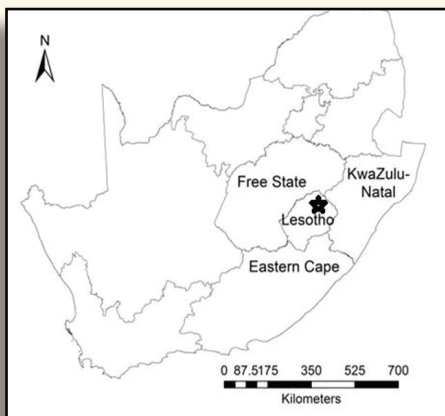 N
KwaZulu-
Natal
Free State
Lesotho
Eastern Cape
0 87.5175 350 525 700
Kilometers